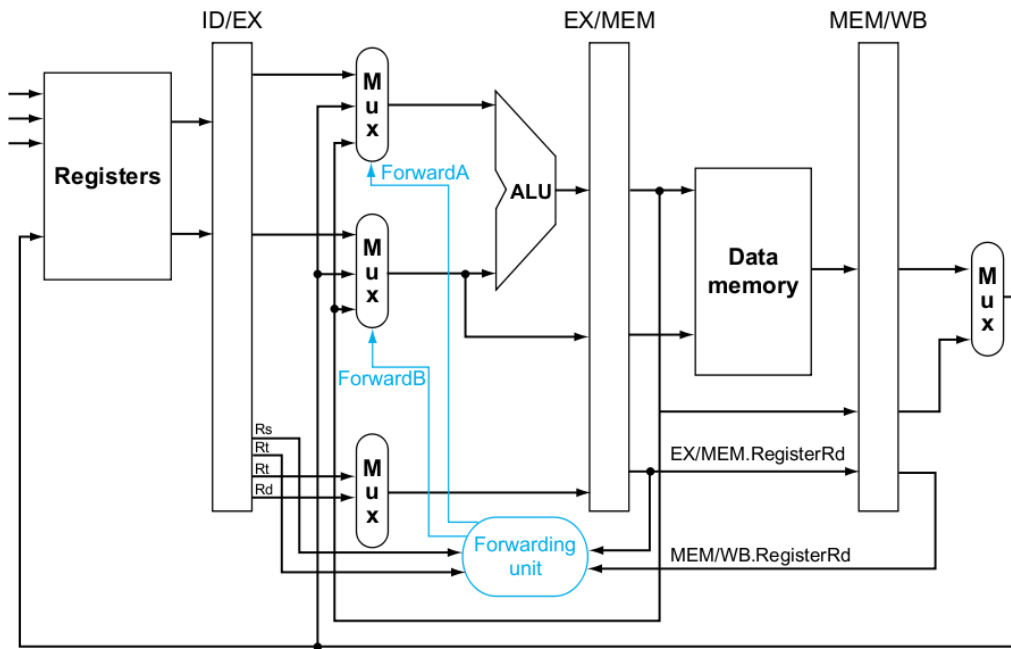 ID/EX
EX/MEM
MEM/WB
M
u
x
Registers
ForwardA
ALU
M
u
x
Data
memory
M
u
x
ForwardB
Rs
Rt
Rt
Rd
M
u
x
EX/MEM.RegisterRd
Forwarding
unit
MEM/WB.RegisterRd